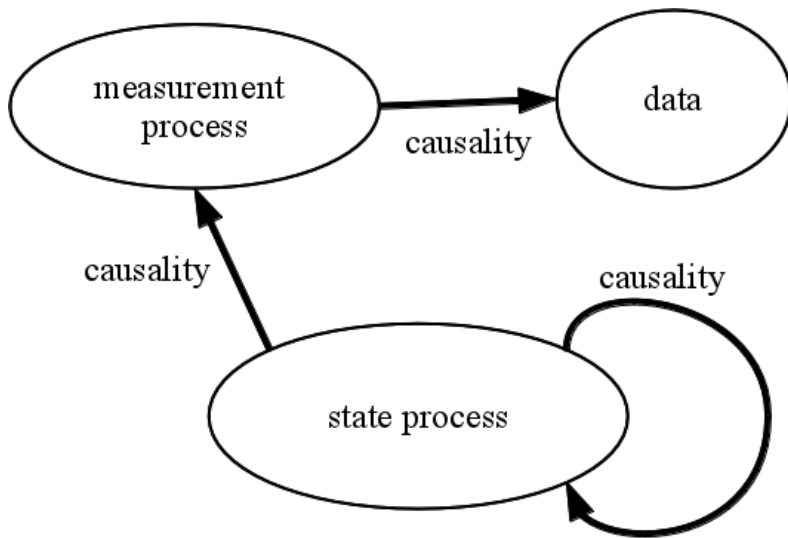 measurement
process
data
causality
causality
causality
state process